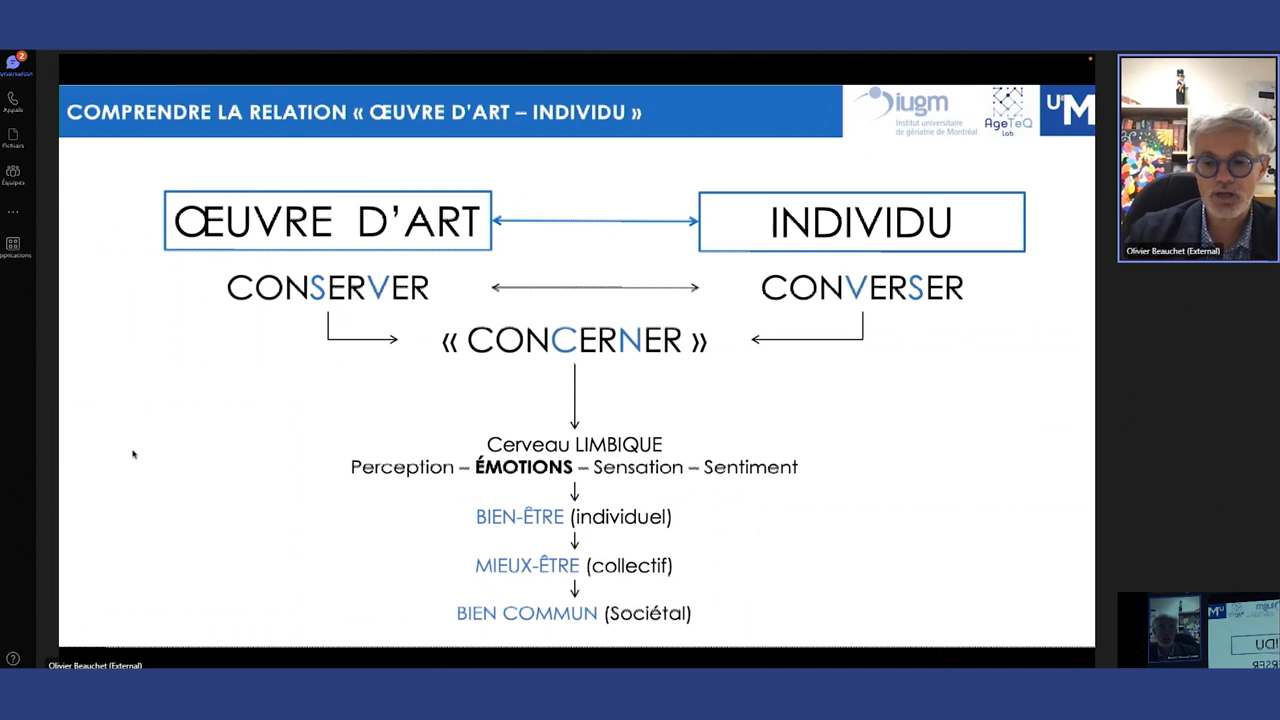 2
Appels
Fichiers
Équipes
pplications
COMPRENDRE LA RELATION « ŒUVRE D’ART – INDIVIDU »
iugm
Institut universitaire
de gériatrie de Montréal
AgeTeQ
Lab
U M
ŒUVRE D’ART
INDIVIDU
CONSERVER
CONVERSER
« CONCERNER »
Cerveau LIMBIQUE
Perception – ÉMOTIONS – Sensation – Sentiment
BIEN-ÊTRE (individuel)
MIEUX-ÊTRE (collectif)
BIEN COMMUN (Sociétal)
Olivier Beauchet (External)
Olivier Beauchet (External)